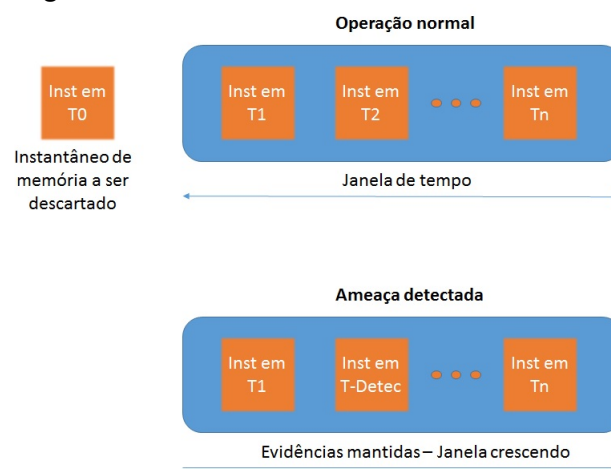 Operação normal
Inst em
T0
Inst em
T1
Inst em
T2
Inst em
Tn
Instantâneo de
memória a ser
descartado
Janela de tempo
Ameaça detectada
Inst em
T1
Inst em
T-Detec
Inst em
Tn
Evidências mantidas – Janela crescendo